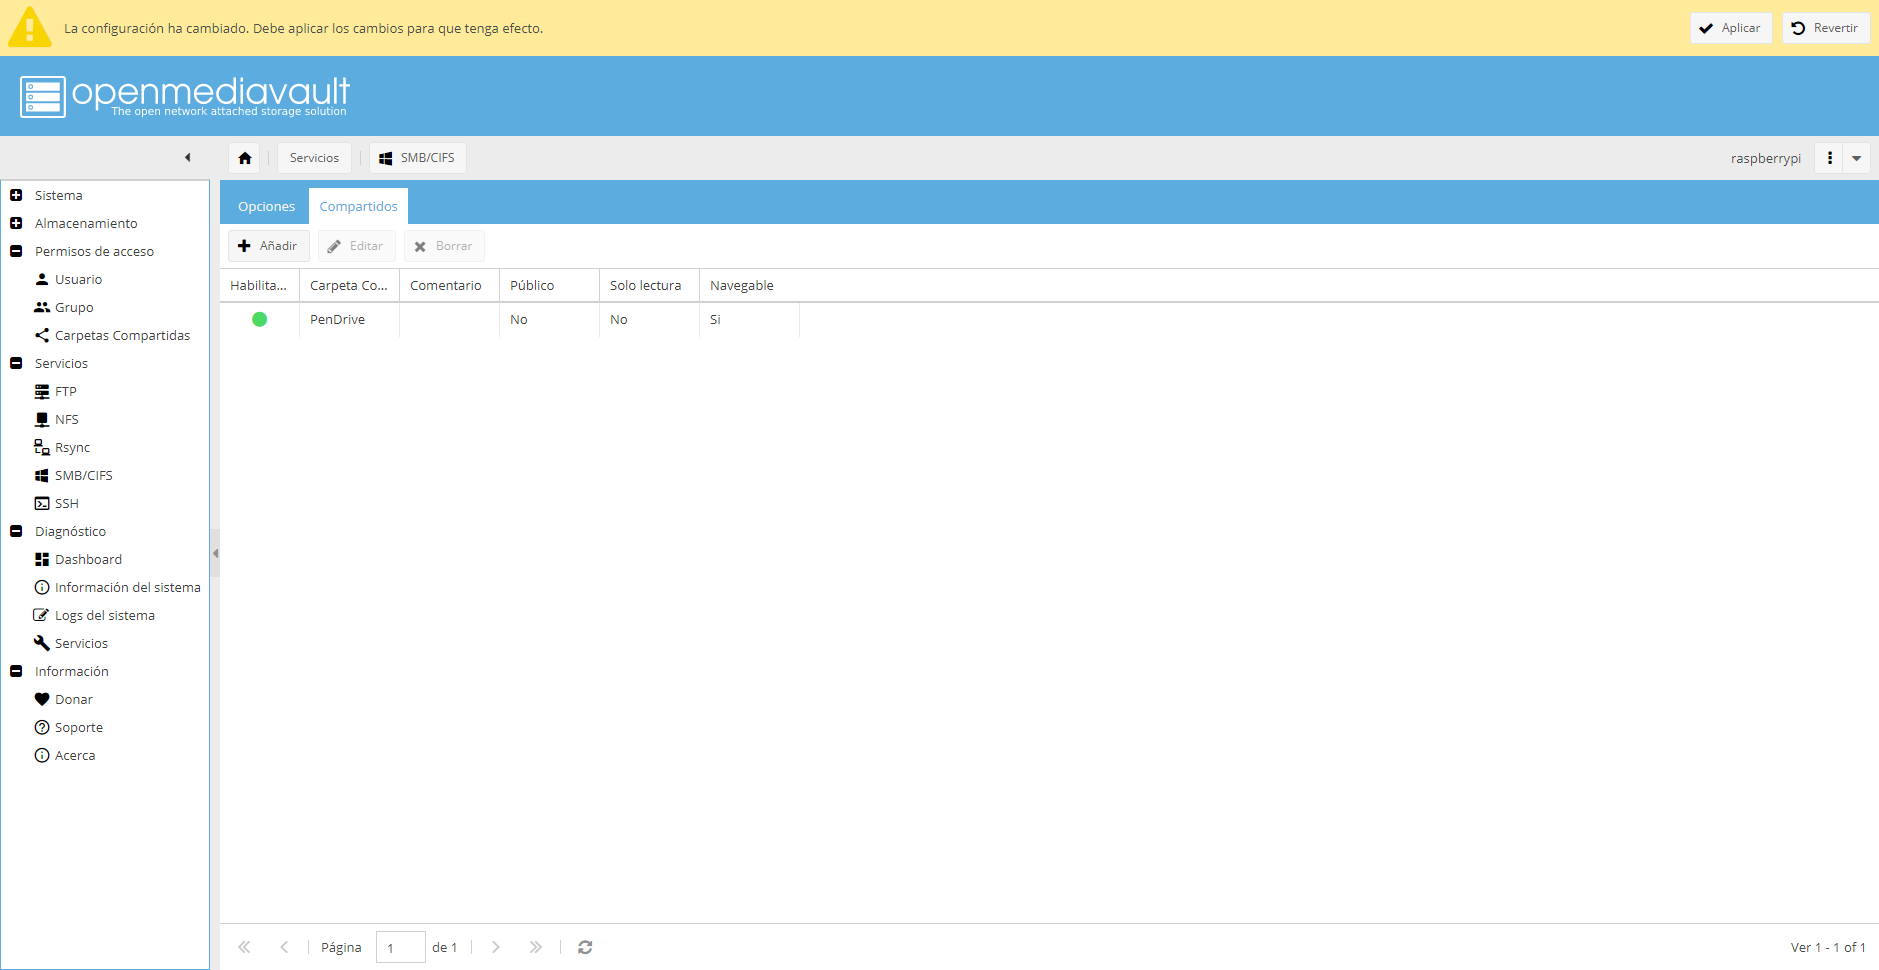 La configuración ha cambiado. Debe aplicar los cambios para que tenga efecto.
Aplicar
Revertir
openmediavault
The open network attached storage solution
Servicios
SMB/CIFS
raspberrypi
Sistema
Almacenamiento
Permisos de acceso
Usuario
Grupo
Carpetas Compartidas
Servicios
FTP
NFS
Rsync
SMB/CIFS
SSH
Diagnóstico
Dashboard
Información del sistema
Logs del sistema
Servicios
Información
Donar
Soporte
Acerca
Opciones
Compartidos
Añadir
Editar
Borrar
Habilita... Carpeta Co... Comentario Público Solo lectura Navegable
PenDrive No No Si
Página 1 de 1
Ver 1 - 1 of 1